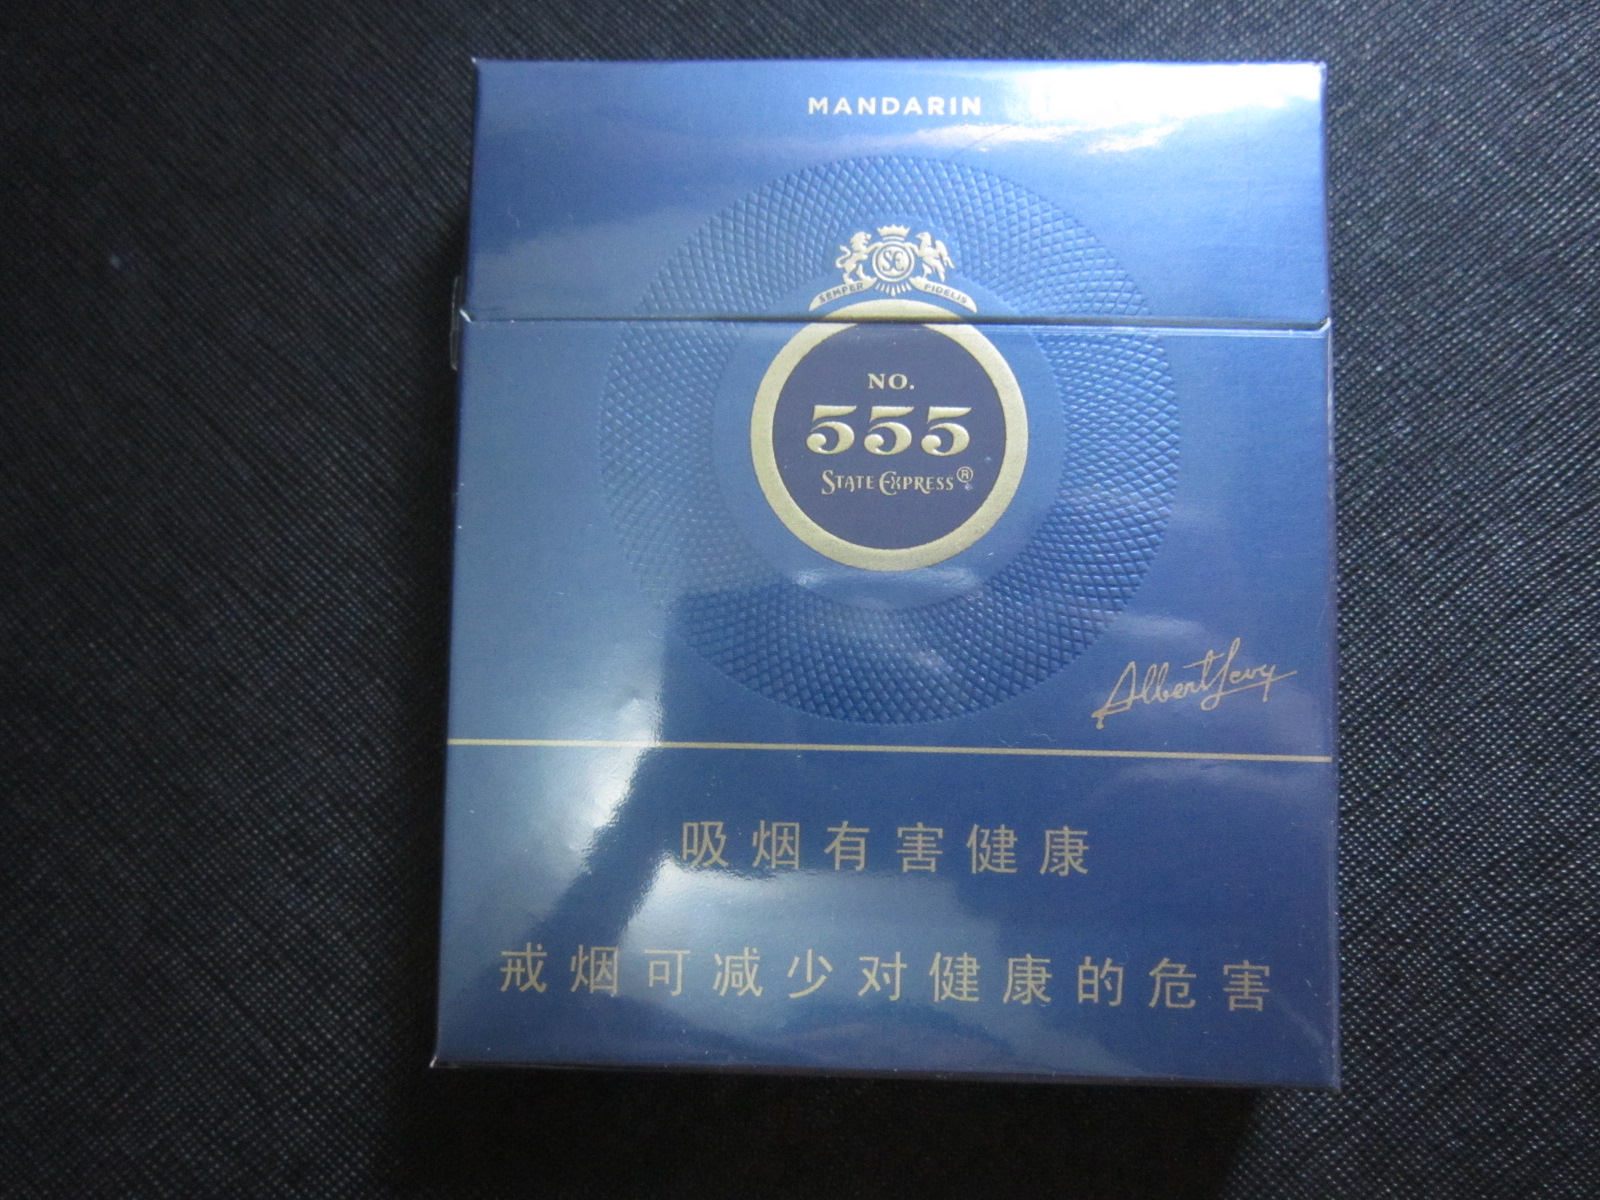 MANDARIN
SE
SEMPER FIDELIS
NO.
555
STATE EXPRESS®
Albert Levy
吸烟有害健康
戒烟可减少对健康的危害